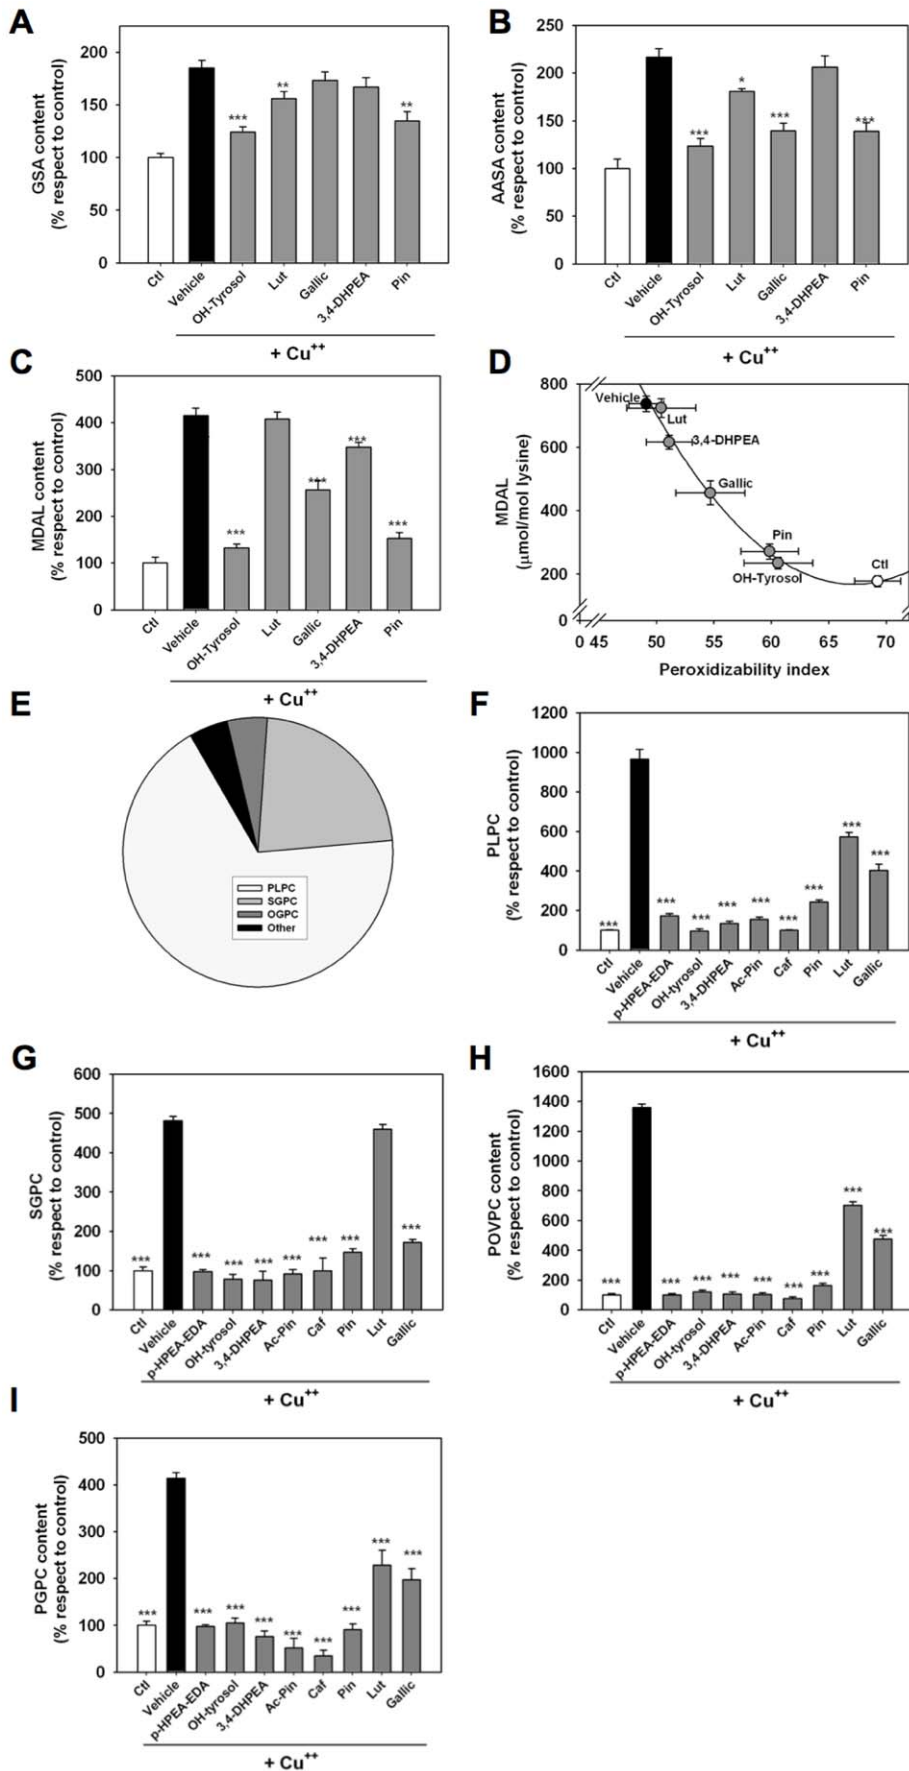 A
GSA content
(% respect to control)
200
150
100
50
0
***
**
**
Ctl
Vehicle
OH-Tyrosol
Lut
Gallic
3,4-DHPEA
Pin
+ Cu++
B
AASA content
(% respect to control)
250
200
150
100
50
0
***
*
***
***
Ctl
Vehicle
OH-Tyrosol
Lut
Gallic
3,4-DHPEA
Pin
+ Cu++
C
MDAL content
(% respect to control)
500
400
300
200
100
0
***
***
***
***
Ctl
Vehicle
OH-Tyrosol
Lut
Gallic
3,4-DHPEA
Pin
+ Cu++
D
MDAL
(μmol/mol lysine)
800
600
400
200
0
Vehicle
Lut
3,4-DHPEA
Gallic
Pin
OH-Tyrosol
Ctl
0 45 50 55 60 65 70
Peroxidizability index
E
PLPC
SGPC
OGPC
Other
F
PLPC
(% respect to control)
1200
1000
800
600
400
200
0
***
***
***
***
***
***
***
***
***
Ctl
Vehicle
p-HPEA-EDA
OH-tyrosol
3,4-DHPEA
Ac-Pin
Caf
Pin
Lut
Gallic
+ Cu++
G
SGPC
(% respect to control)
600
500
400
300
200
100
0
***
***
***
***
***
***
***
***
Ctl
Vehicle
p-HPEA-EDA
OH-tyrosol
3,4-DHPEA
Ac-Pin
Caf
Pin
Lut
Gallic
+ Cu++
H
POVPC content
(% respect to control)
1600
1400
1200
1000
800
600
400
200
0
***
***
***
***
***
***
***
***
***
Ctl
Vehicle
p-HPEA-EDA
OH-tyrosol
3,4-DHPEA
Ac-Pin
Caf
Pin
Lut
Gallic
+ Cu++
I
PGPC content
(% respect to control)
500
400
300
200
100
0
***
***
***
***
***
***
***
***
***
Ctl
Vehicle
p-HPEA-EDA
OH-tyrosol
3,4-DHPEA
Ac-Pin
Caf
Pin
Lut
Gallic
+ Cu++